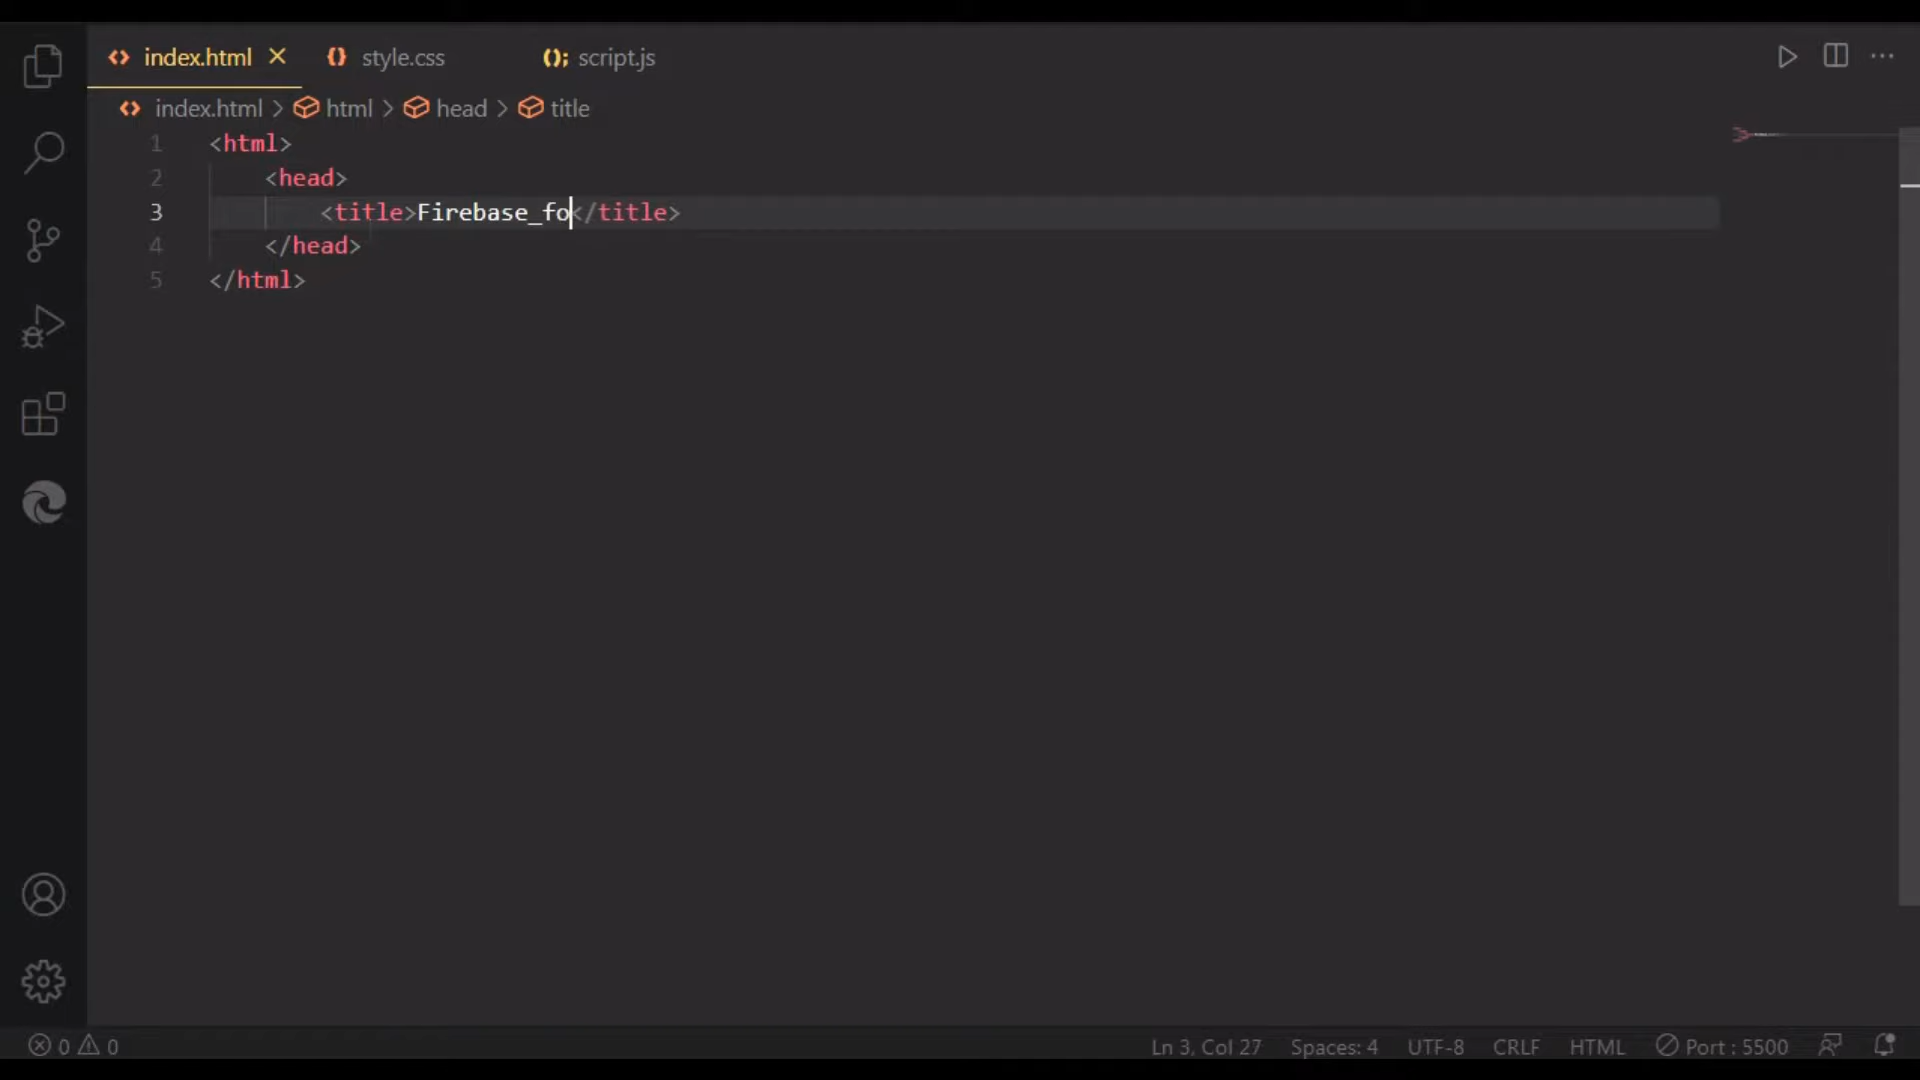 index.html style.css script.js
index.html > html > head > title
1 <html>
2 <head>
3 <title>Firebase_fo</title>
4 </head>
5 </html>
0 0 Ln 3, Col 27 Spaces: 4 UTF-8 CRLF HTML Port : 5500